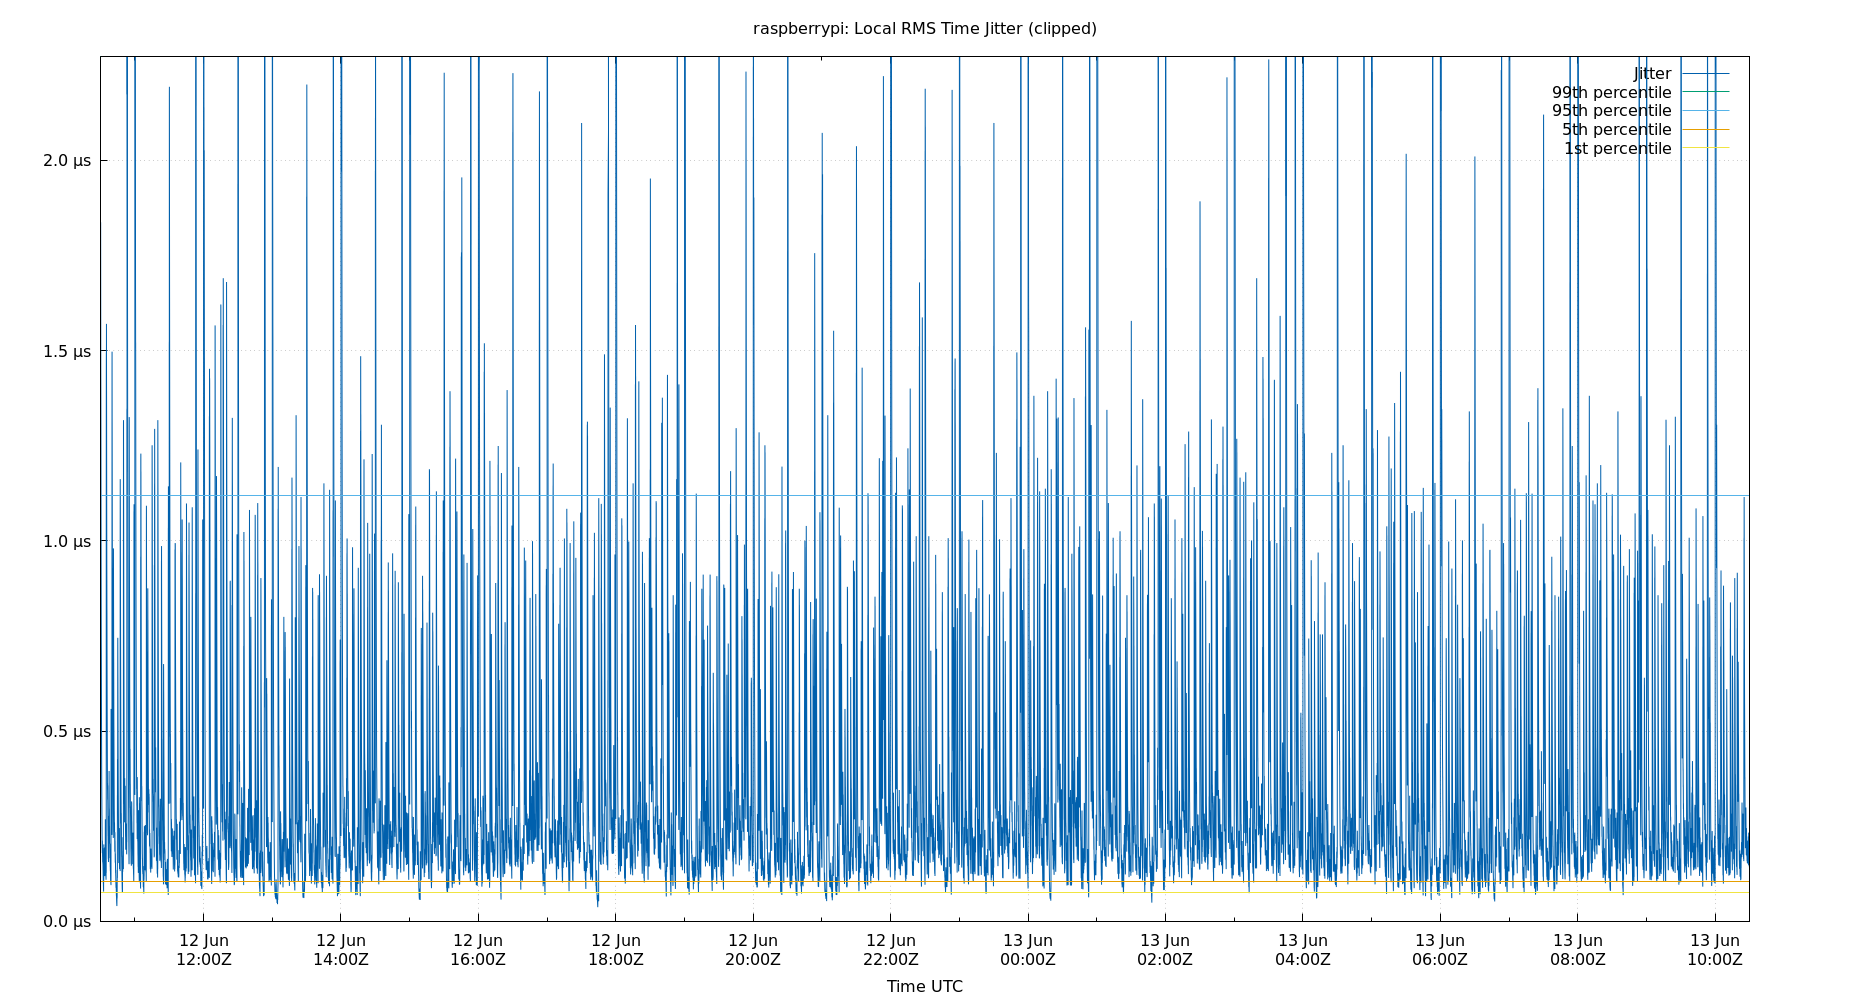 raspberrypi: Local RMS Time Jitter (clipped)
Jitter
99th percentile
95th percentile
5th percentile
1st percentile
2.0 µs
1.5 µs
1.0 µs
0.5 µs
0.0 µs
12 Jun 12 Jun 12 Jun 12 Jun 12 Jun 12 Jun 13 Jun 13 Jun 13 Jun 13 Jun 13 Jun 13 Jun
12:00Z 14:00Z 16:00Z 18:00Z 20:00Z 22:00Z 00:00Z 02:00Z 04:00Z 06:00Z 08:00Z 10:00Z
Time UTC